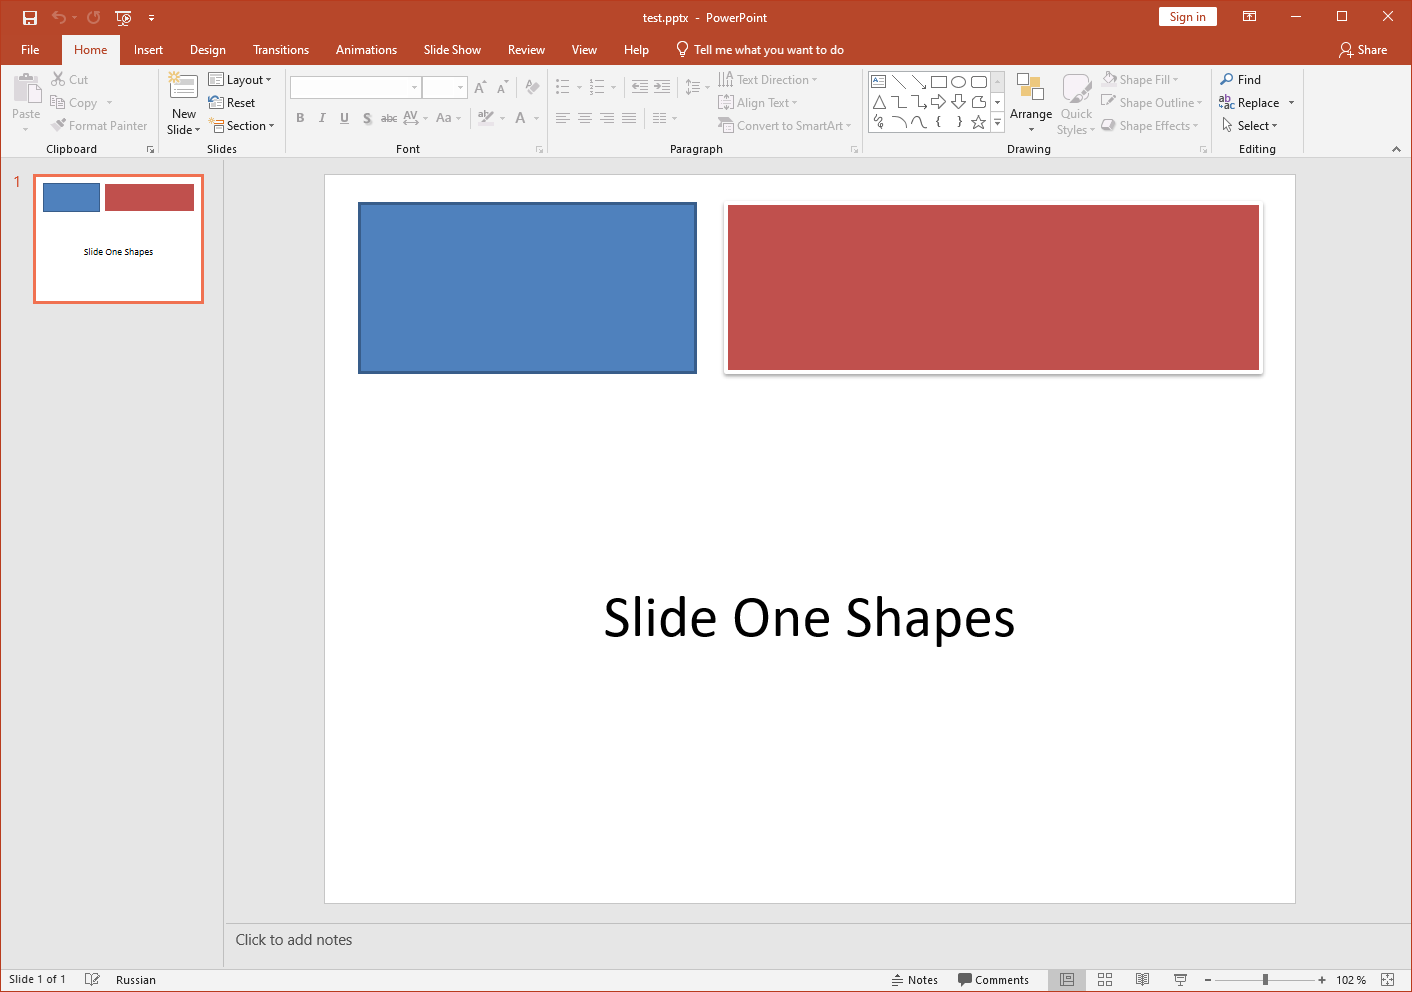 test.pptx - PowerPoint
Sign in
File Home Insert Design Transitions Animations Slide Show Review View Help Tell me what you want to do Share
Paste
Cut
Copy
Format Painter
Clipboard
New
Slide
Layout
Reset
Section
Slides
B I U S abc AV Aa A
Font
Text Direction
Align Text
Convert to SmartArt
Paragraph
Arrange
Quick
Styles
Shape Fill
Shape Outline
Shape Effects
Drawing
Find
Replace
Select
Editing
1
Slide One Shapes
Slide One Shapes
Click to add notes
Slide 1 of 1 Russian Notes Comments 102 %